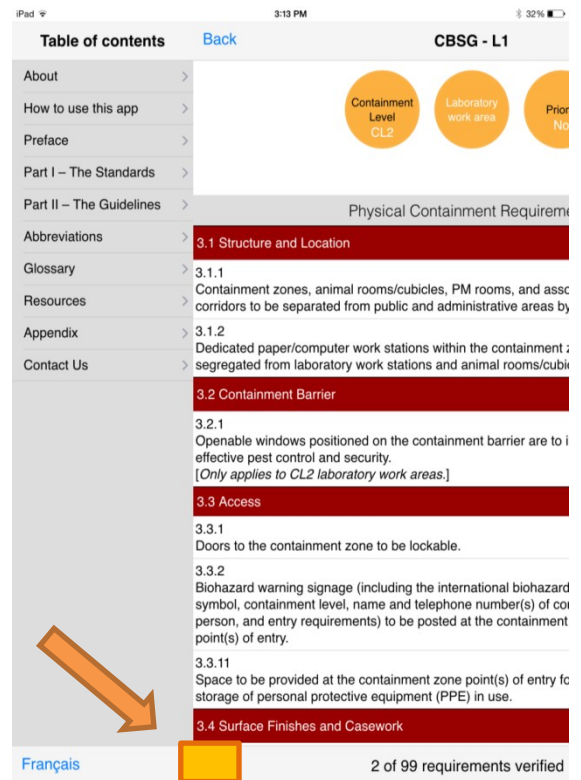 iPad
3:13 PM
32%
Table of contents
About
How to use this app
Preface
Part I – The Standards
Part II – The Guidelines
Abbreviations
Glossary
Resources
Appendix
Contact Us
Français
Back
CBSG - L1
Containment
Level
CL2
Laboratory
work area
Physical Containment
3.1 Structure and Location
3.1.1
Containment zones, animal rooms/cubicles, PM rooms, and
corridors to be separated from public and administrative areas by
3.1.2
Dedicated paper/computer work stations within the containment
segregated from laboratory work stations and animal
3.2 Containment Barrier
3.2.1
Openable windows positioned on the containment barrier are to
effective pest control and security.
[Only applies to CL2 laboratory work areas.]
3.3 Access
3.3.1
Doors to the containment zone to be lockable.
3.3.2
Biohazard warning signage (including the international biohazard
symbol, containment level, name and telephone number(s) of
person, and entry requirements) to be posted at the containment
point(s) of entry.
3.3.11
Space to be provided at the containment zone point(s) of entry
storage of personal protective equipment (PPE) in use.
3.4 Surface Finishes and Casework
2 of 99 requirements verified